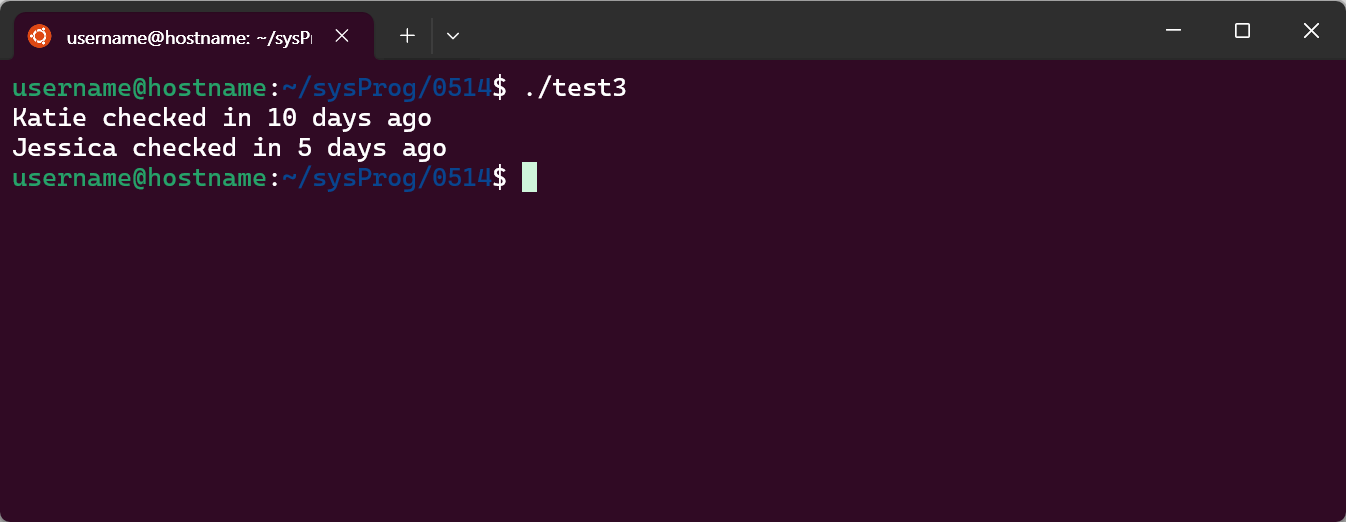 username@hostname: ~/sysPr
username@hostname:~/sysProg/0514$ ./test3
Katie checked in 10 days ago
Jessica checked in 5 days ago
username@hostname:~/sysProg/0514$